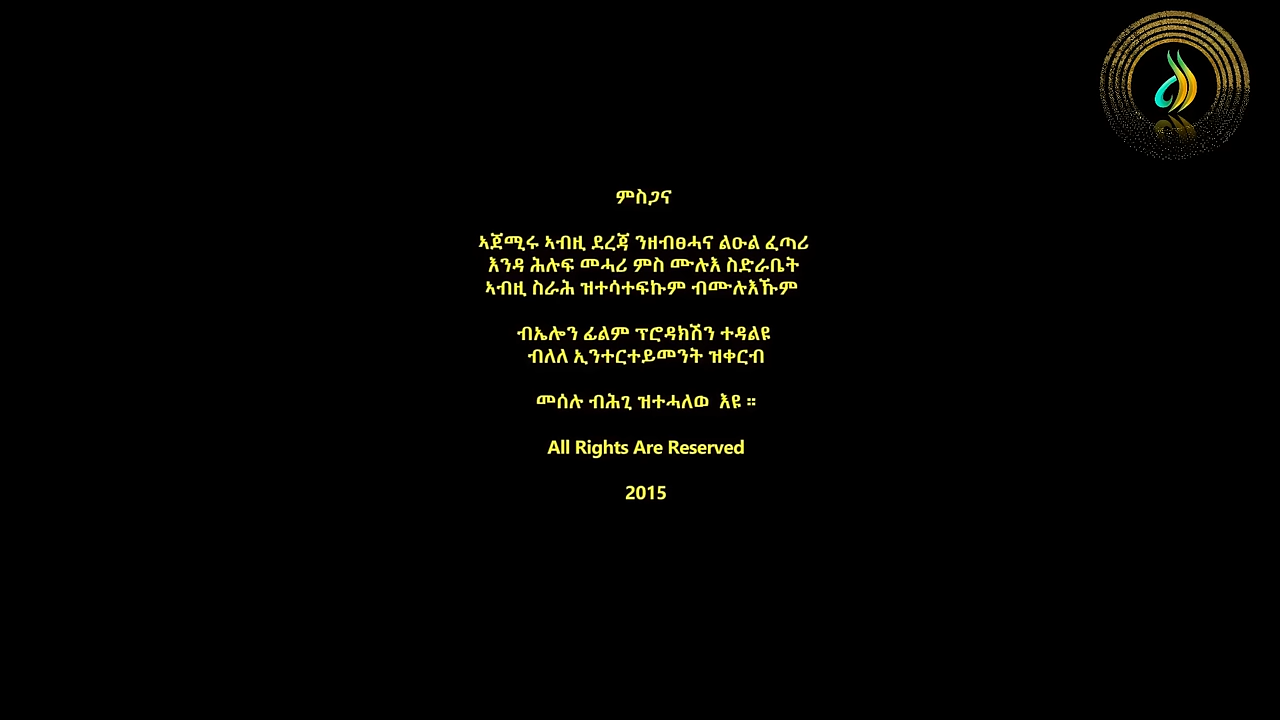 ምስጋና
ኣጀሚሩ ኣብዚ ደረጃ ንዘብፀሓና ልዑል ፈጣሪ
እንዳ ሕሉፍ መሓሪ ምስ ሙሉእ ስድራቤት
ኣብዚ ስራሕ ዝተሳተፍኩም ብሙሉእኹም
ብኤሎን ፊልም ፕሮዳክሽን ተዳልዩ
ብለለ ኢንተርተይመንት ዝቀርብ
መሰሉ ብሕጊ ዝተሓለወ እዩ ፡፡
All Rights Are Reserved
2015